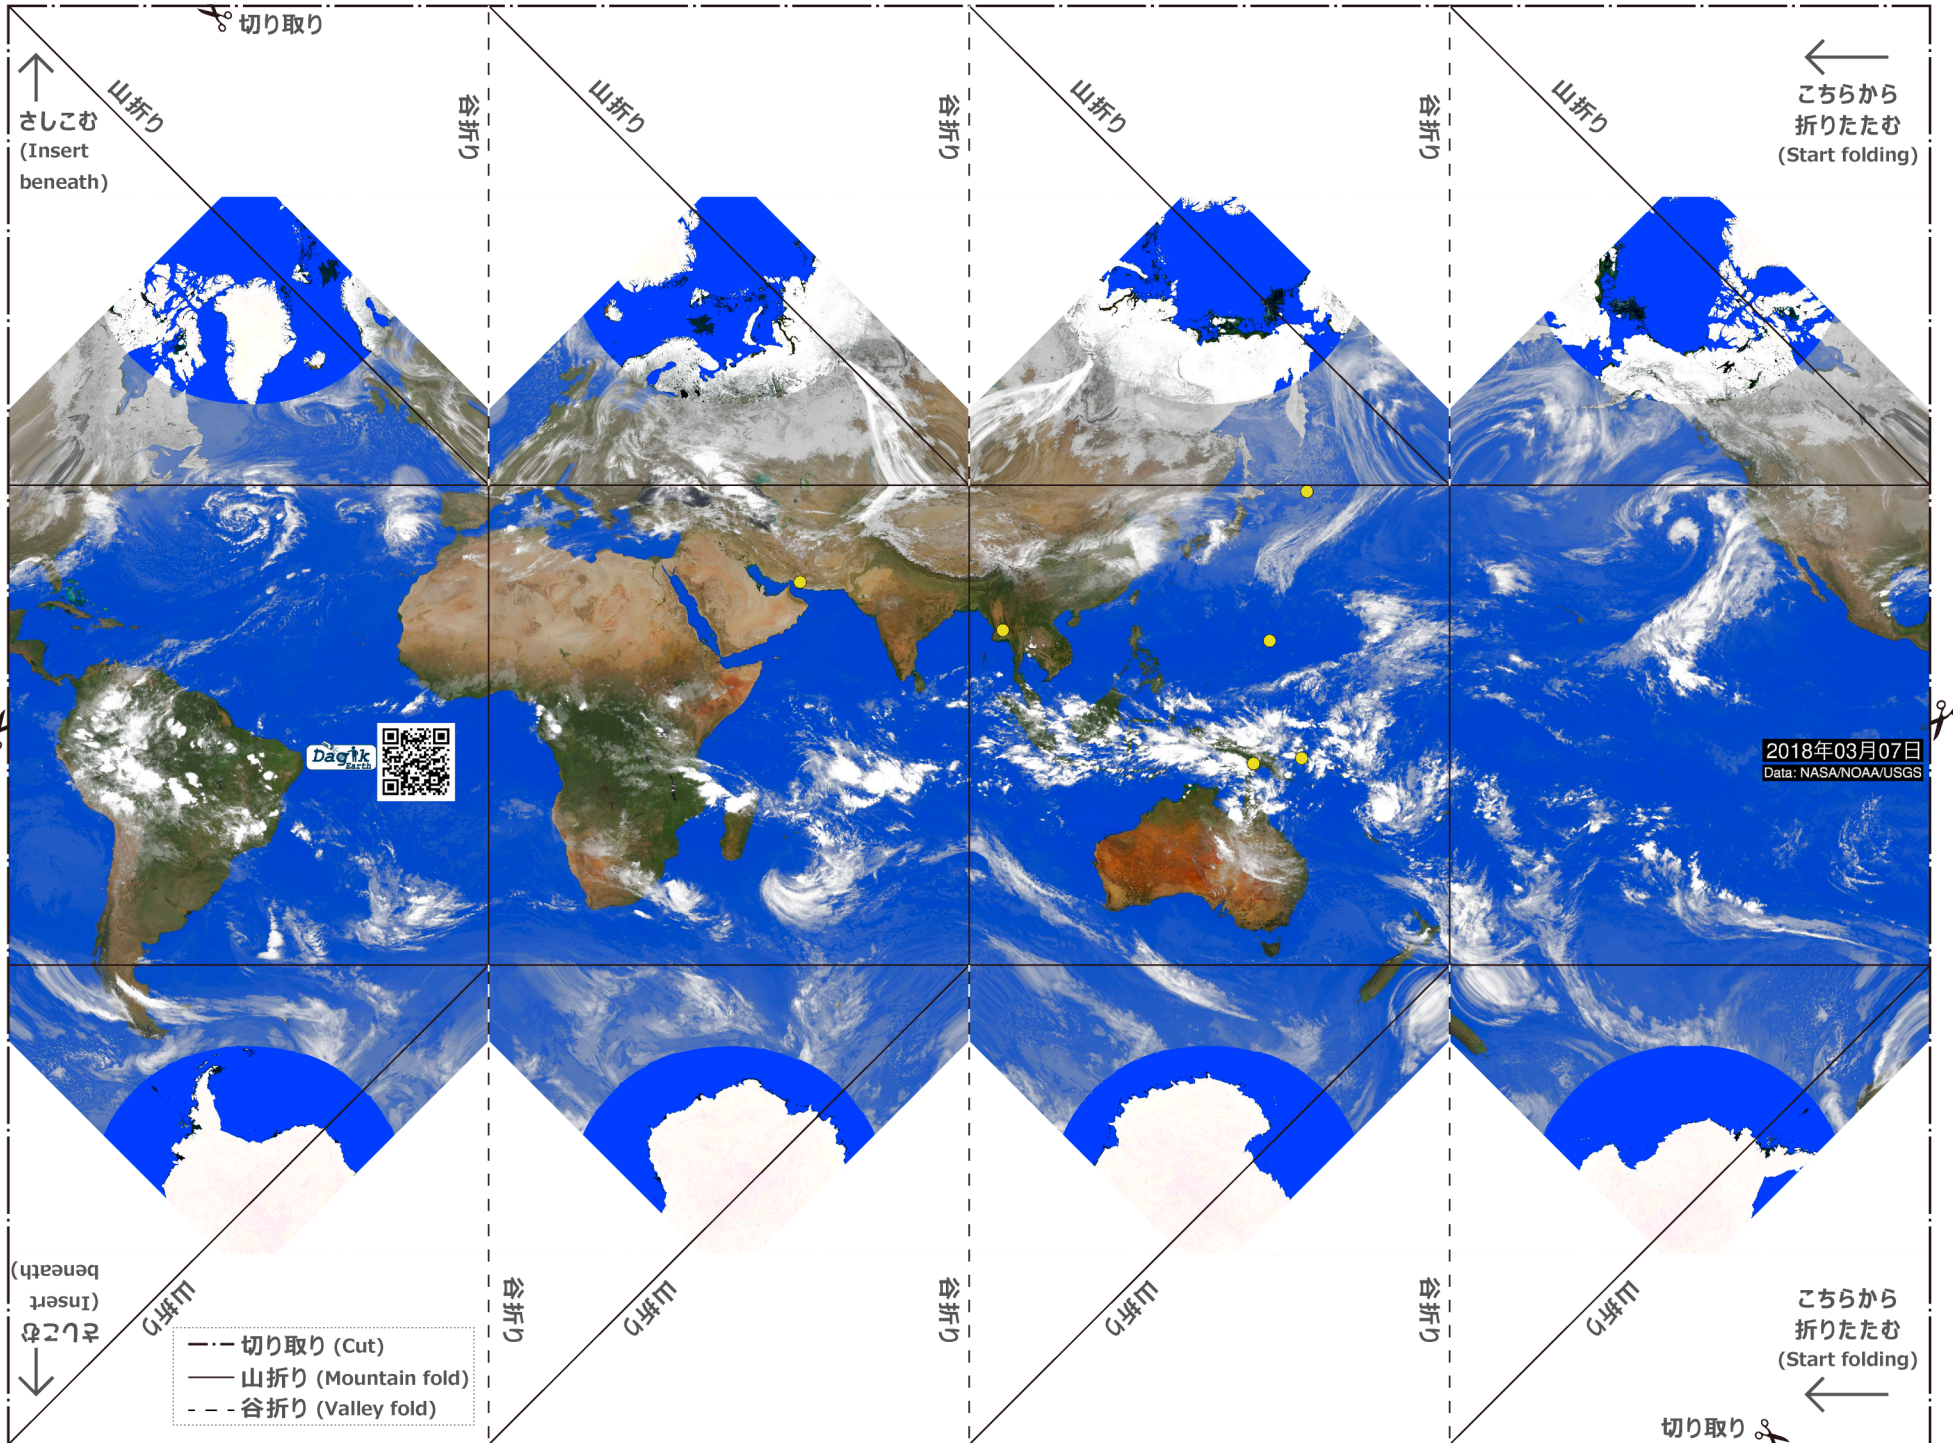 切り取り
山折り
山折り
山折り
山折り
さしこむ
(Insert
beneath)
谷折り
谷折り
谷折り
こちらから
折りたたむ
(Start folding)
Dagik
Earth
2018年03月07日
Data: NASA/NOAA/USGS
さしこむ
(Insert
beneath)
山折り
山折り
山折り
山折り
谷折り
谷折り
谷折り
こちらから
折りたたむ
(Start folding)
切り取り (Cut)
山折り (Mountain fold)
谷折り (Valley fold)
切り取り